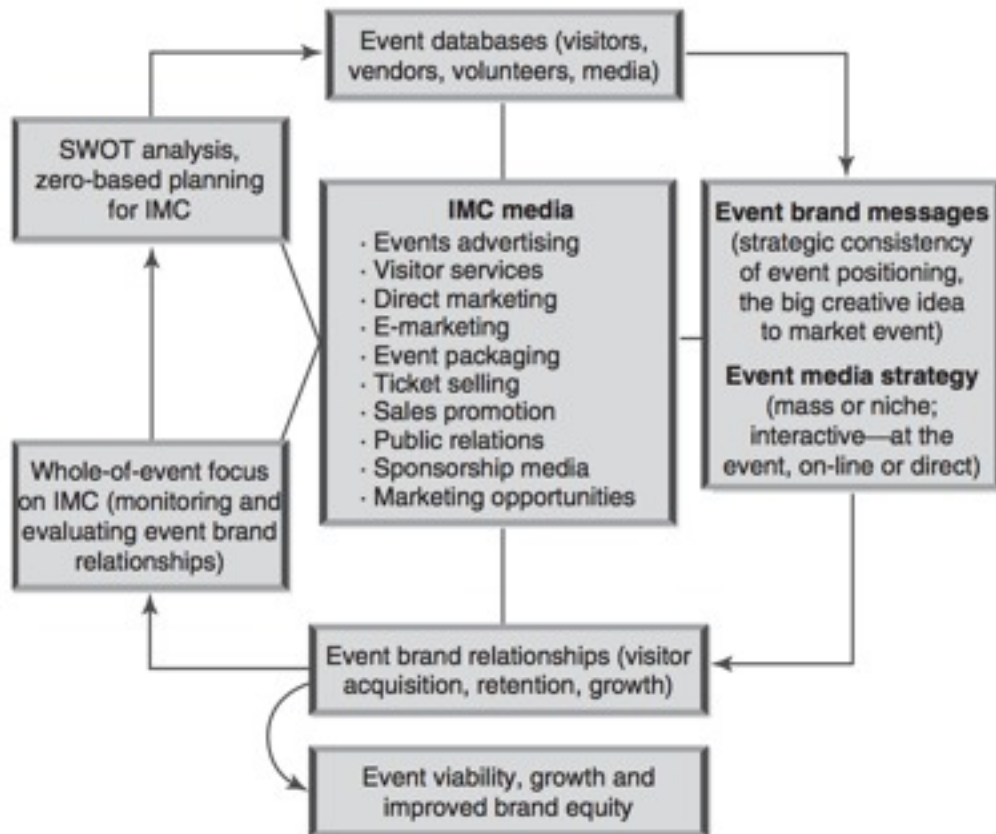 Event databases (visitors,
vendors, volunteers, media)
SWOT analysis,
zero-based planning
for IMC
IMC media
· Events advertising
· Visitor services
· Direct marketing
· E-marketing
· Event packaging
· Ticket selling
· Sales promotion
· Public relations
· Sponsorship media
· Marketing opportunities
Event brand messages
(strategic consistency
of event positioning,
the big creative idea
to market event)
Event media strategy
(mass or niche;
interactive—at the
event, on-line or direct)
Whole-of-event focus
on IMC (monitoring and
evaluating event brand
relationships)
Event brand relationships (visitor
acquisition, retention, growth)
Event viability, growth and
improved brand equity